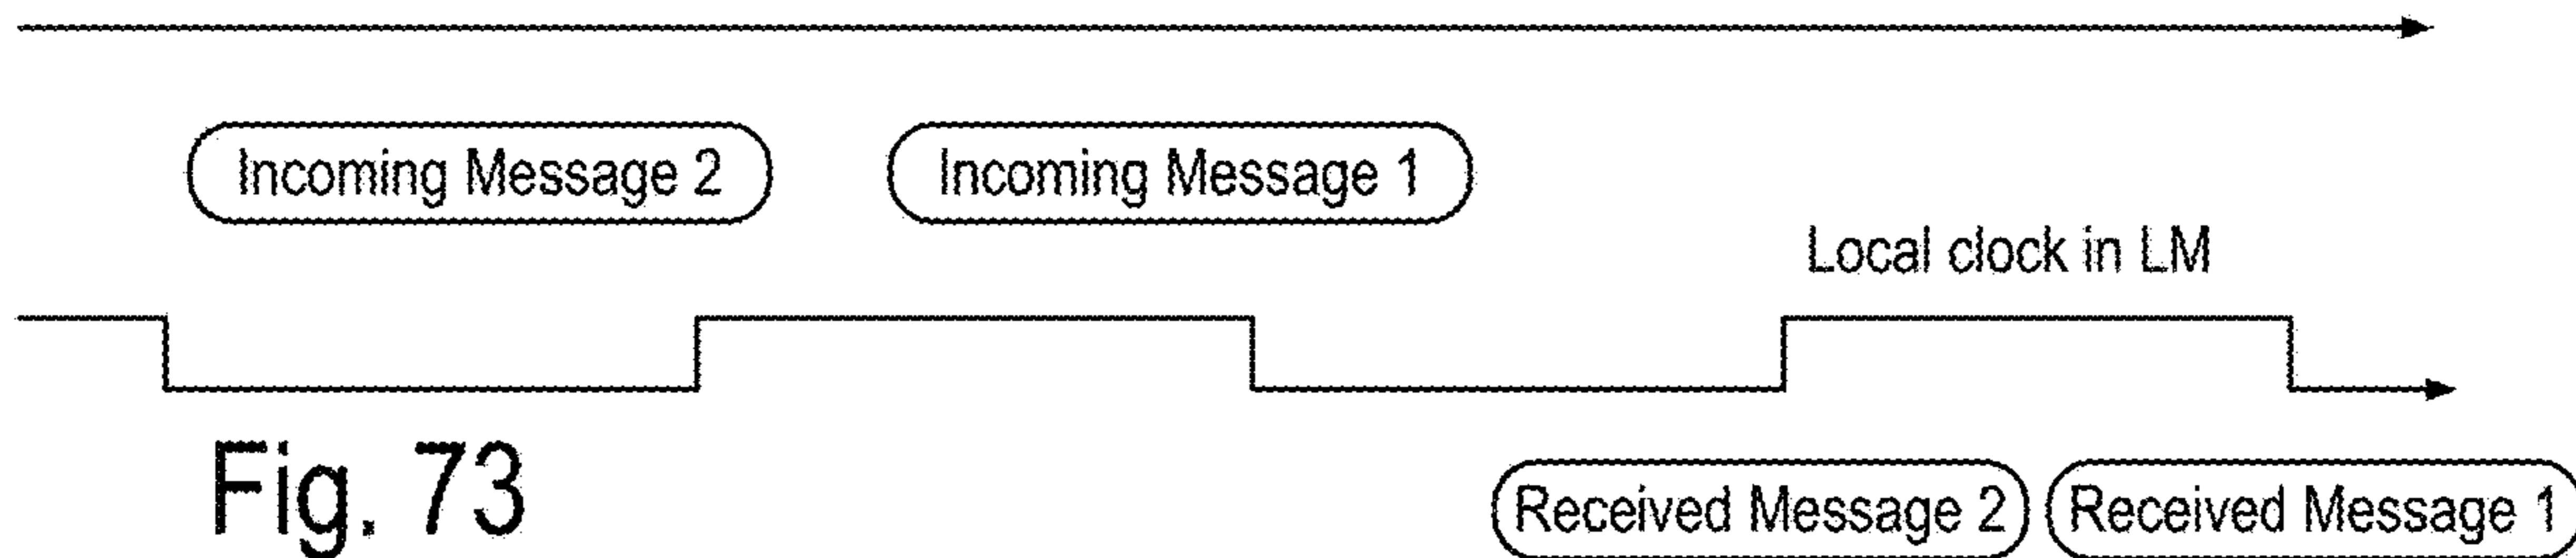 Incoming Message 2
Incoming Message 1
Local clock in LM
Fig. 73
Received Message 2
Received Message 1